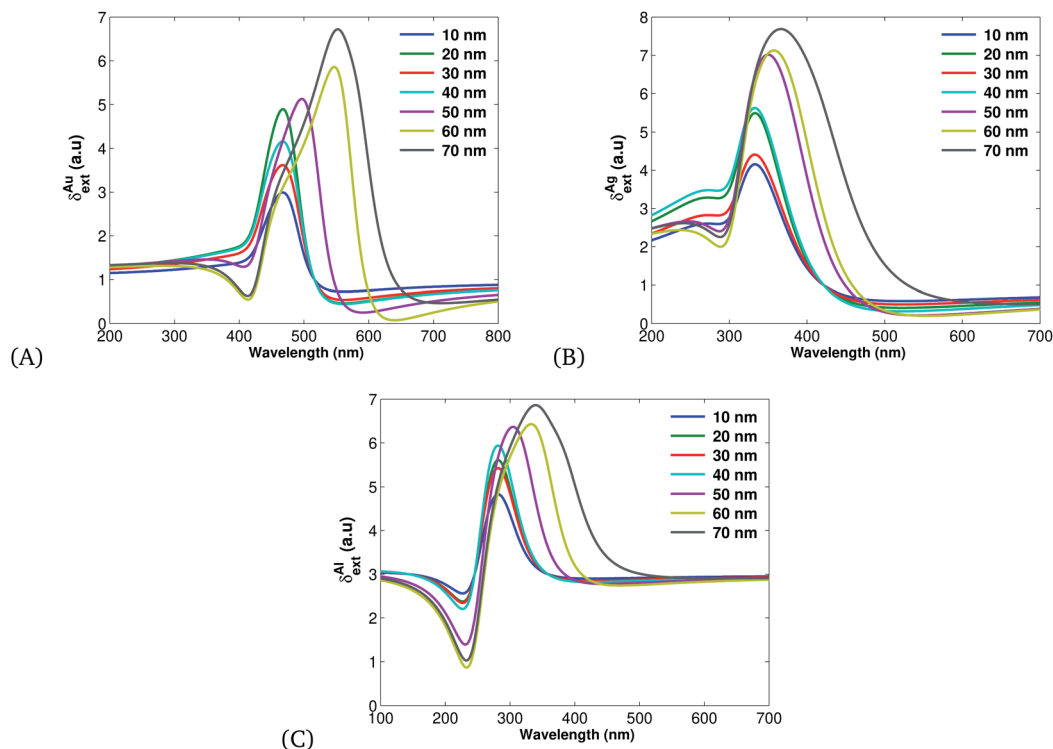 7
6
5
4
3
2
1
0
δ^Au_ext (a.u)
200 300 400 500 600 700 800
Wavelength (nm)
10 nm
20 nm
30 nm
40 nm
50 nm
60 nm
70 nm
(A)
8
7
6
5
4
3
2
1
0
δ^Ag_ext (a.u)
200 300 400 500 600 700
Wavelength (nm)
10 nm
20 nm
30 nm
40 nm
50 nm
60 nm
70 nm
(B)
7
6
5
4
3
2
1
0
δ^Al_ext (a.u)
100 200 300 400 500 600 700
Wavelength (nm)
10 nm
20 nm
30 nm
40 nm
50 nm
60 nm
70 nm
(C)